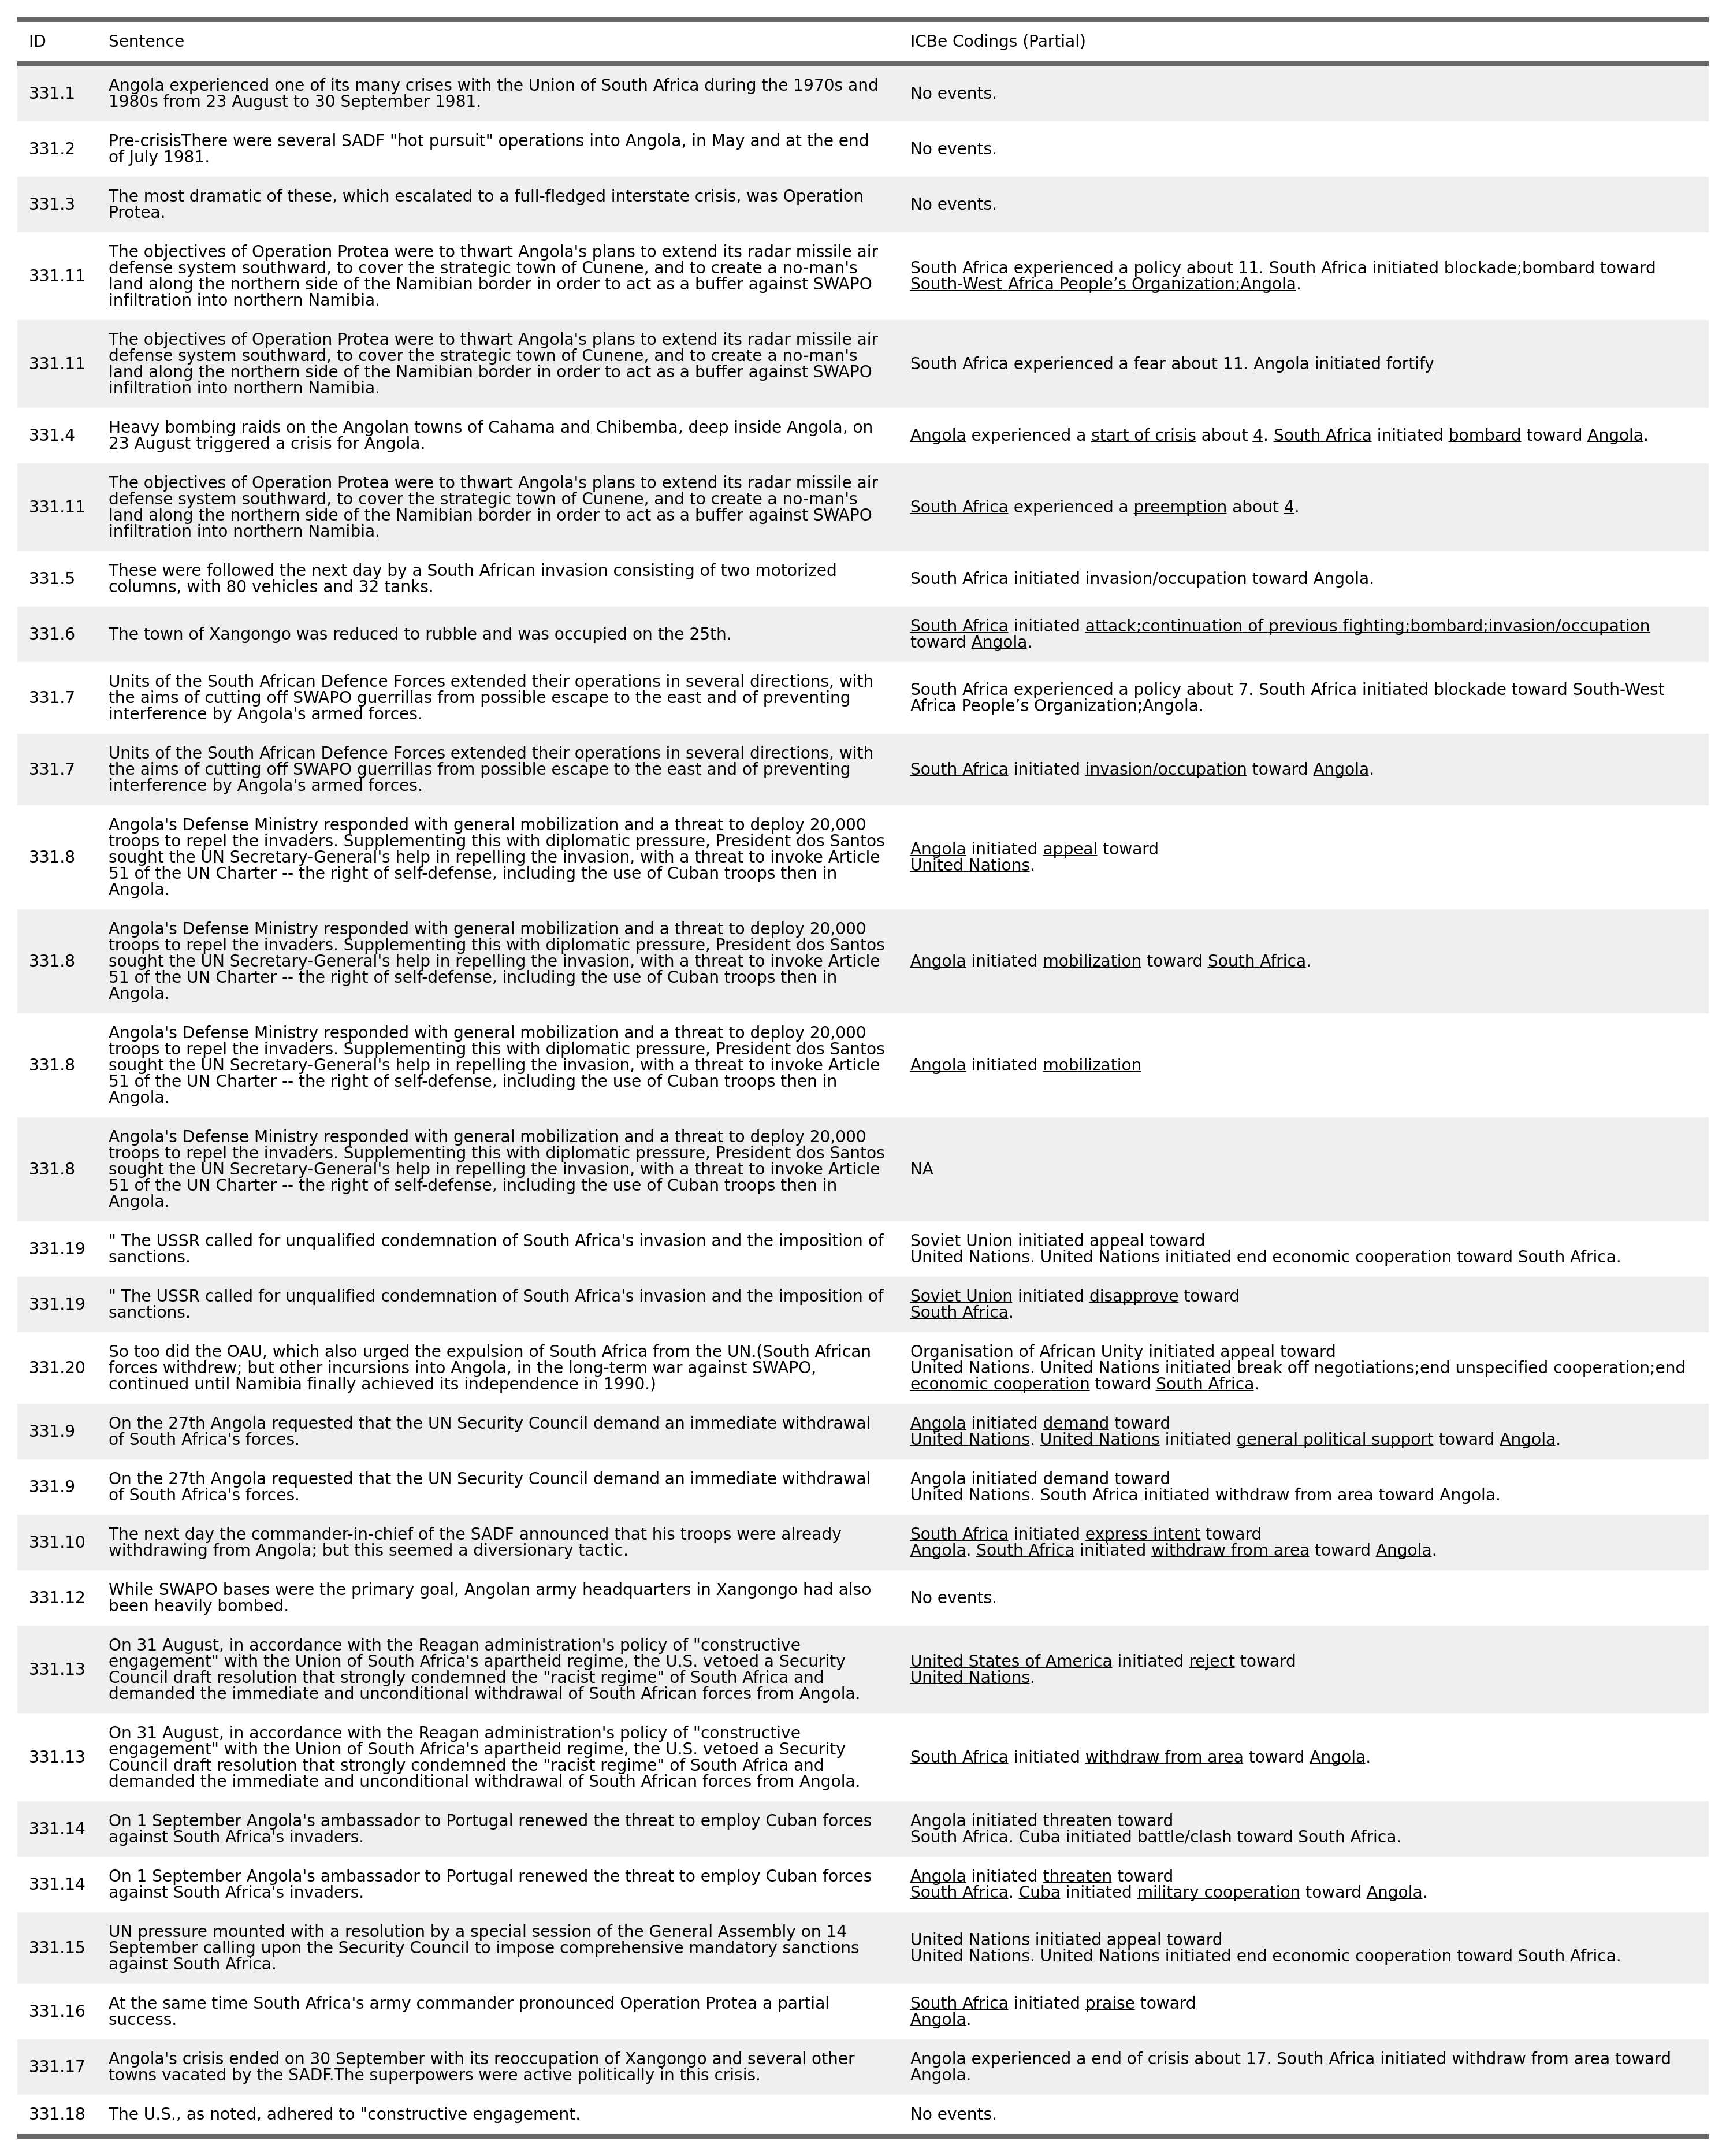 ID Sentence ICBe Codings (Partial)
331.1 Angola experienced one of its many crises with the Union of South Africa during the 1970s and
1980s from 23 August to 30 September 1981. No events.
331.2 Pre-crisisThere were several SADF "hot pursuit" operations into Angola, in May and at the end
of July 1981. No events.
331.3 The most dramatic of these, which escalated to a full-fledged interstate crisis, was Operation
Protea. No events.
331.11 The objectives of Operation Protea were to thwart Angola's plans to extend its radar missile air
defense system southward, to cover the strategic town of Cunene, and to create a no-man's
land along the northern side of the Namibian border in order to act as a buffer against SWAPO
infiltration into northern Namibia.
South Africa experienced a policy about 11. South Africa initiated blockade;bombard toward
South-West Africa People’s Organization;Angola.
331.11 The objectives of Operation Protea were to thwart Angola's plans to extend its radar missile air
defense system southward, to cover the strategic town of Cunene, and to create a no-man's
land along the northern side of the Namibian border in order to act as a buffer against SWAPO
infiltration into northern Namibia.
South Africa experienced a fear about 11. Angola initiated fortify
331.4 Heavy bombing raids on the Angolan towns of Cahama and Chibemba, deep inside Angola, on
23 August triggered a crisis for Angola.
Angola experienced a start of crisis about 4. South Africa initiated bombard toward Angola.
331.11 The objectives of Operation Protea were to thwart Angola's plans to extend its radar missile air
defense system southward, to cover the strategic town of Cunene, and to create a no-man's
land along the northern side of the Namibian border in order to act as a buffer against SWAPO
infiltration into northern Namibia.
South Africa experienced a preemption about 4.
331.5 These were followed the next day by a South African invasion consisting of two motorized
columns, with 80 vehicles and 32 tanks.
South Africa initiated invasion/occupation toward Angola.
331.6 The town of Xangongo was reduced to rubble and was occupied on the 25th.
South Africa initiated attack;continuation of previous fighting;bombard;invasion/occupation
toward Angola.
331.7 Units of the South African Defence Forces extended their operations in several directions, with
the aims of cutting off SWAPO guerrillas from possible escape to the east and of preventing
interference by Angola's armed forces.
South Africa experienced a policy about 7. South Africa initiated blockade toward South-West
Africa People’s Organization;Angola.
331.7 Units of the South African Defence Forces extended their operations in several directions, with
the aims of cutting off SWAPO guerrillas from possible escape to the east and of preventing
interference by Angola's armed forces.
South Africa initiated invasion/occupation toward Angola.
331.8 Angola's Defense Ministry responded with general mobilization and a threat to deploy 20,000
troops to repel the invaders. Supplementing this with diplomatic pressure, President dos Santos
sought the UN Secretary-General's help in repelling the invasion, with a threat to invoke Article
51 of the UN Charter -- the right of self-defense, including the use of Cuban troops then in
Angola.
Angola initiated appeal toward
United Nations.
331.8 Angola's Defense Ministry responded with general mobilization and a threat to deploy 20,000
troops to repel the invaders. Supplementing this with diplomatic pressure, President dos Santos
sought the UN Secretary-General's help in repelling the invasion, with a threat to invoke Article
51 of the UN Charter -- the right of self-defense, including the use of Cuban troops then in
Angola.
Angola initiated mobilization toward South Africa.
331.8 Angola's Defense Ministry responded with general mobilization and a threat to deploy 20,000
troops to repel the invaders. Supplementing this with diplomatic pressure, President dos Santos
sought the UN Secretary-General's help in repelling the invasion, with a threat to invoke Article
51 of the UN Charter -- the right of self-defense, including the use of Cuban troops then in
Angola.
Angola initiated mobilization
331.8 Angola's Defense Ministry responded with general mobilization and a threat to deploy 20,000
troops to repel the invaders. Supplementing this with diplomatic pressure, President dos Santos
sought the UN Secretary-General's help in repelling the invasion, with a threat to invoke Article
51 of the UN Charter -- the right of self-defense, including the use of Cuban troops then in
Angola.
NA
331.19 " The USSR called for unqualified condemnation of South Africa's invasion and the imposition of
sanctions.
Soviet Union initiated appeal toward
United Nations. United Nations initiated end economic cooperation toward South Africa.
331.19 " The USSR called for unqualified condemnation of South Africa's invasion and the imposition of
sanctions.
Soviet Union initiated disapprove toward
South Africa.
331.20 So too did the OAU, which also urged the expulsion of South Africa from the UN.(South African
forces withdrew; but other incursions into Angola, in the long-term war against SWAPO,
continued until Namibia finally achieved its independence in 1990.)
Organisation of African Unity initiated appeal toward
United Nations. United Nations initiated break off negotiations;end unspecified cooperation;end
economic cooperation toward South Africa.
331.9 On the 27th Angola requested that the UN Security Council demand an immediate withdrawal
of South Africa's forces.
Angola initiated demand toward
United Nations. United Nations initiated general political support toward Angola.
331.9 On the 27th Angola requested that the UN Security Council demand an immediate withdrawal
of South Africa's forces.
Angola initiated demand toward
United Nations. South Africa initiated withdraw from area toward Angola.
331.10 The next day the commander-in-chief of the SADF announced that his troops were already
withdrawing from Angola; but this seemed a diversionary tactic.
South Africa initiated express intent toward
Angola. South Africa initiated withdraw from area toward Angola.
331.12 While SWAPO bases were the primary goal, Angolan army headquarters in Xangongo had also
been heavily bombed.
No events.
331.13 On 31 August, in accordance with the Reagan administration's policy of "constructive
engagement" with the Union of South Africa's apartheid regime, the U.S. vetoed a Security
Council draft resolution that strongly condemned the "racist regime" of South Africa and
demanded the immediate and unconditional withdrawal of South African forces from Angola.
United States of America initiated reject toward
United Nations.
331.13 On 31 August, in accordance with the Reagan administration's policy of "constructive
engagement" with the Union of South Africa's apartheid regime, the U.S. vetoed a Security
Council draft resolution that strongly condemned the "racist regime" of South Africa and
demanded the immediate and unconditional withdrawal of South African forces from Angola.
South Africa initiated withdraw from area toward Angola.
331.14 On 1 September Angola's ambassador to Portugal renewed the threat to employ Cuban forces
against South Africa's invaders.
Angola initiated threaten toward
South Africa. Cuba initiated battle/clash toward South Africa.
331.14 On 1 September Angola's ambassador to Portugal renewed the threat to employ Cuban forces
against South Africa's invaders.
Angola initiated threaten toward
South Africa. Cuba initiated military cooperation toward Angola.
331.15 UN pressure mounted with a resolution by a special session of the General Assembly on 14
September calling upon the Security Council to impose comprehensive mandatory sanctions
against South Africa.
United Nations initiated appeal toward
United Nations. United Nations initiated end economic cooperation toward South Africa.
331.16 At the same time South Africa's army commander pronounced Operation Protea a partial
success.
South Africa initiated praise toward
Angola.
331.17 Angola's crisis ended on 30 September with its reoccupation of Xangongo and several other
towns vacated by the SADF.The superpowers were active politically in this crisis.
Angola experienced a end of crisis about 17. South Africa initiated withdraw from area toward
Angola.
331.18 The U.S., as noted, adhered to "constructive engagement. No events.